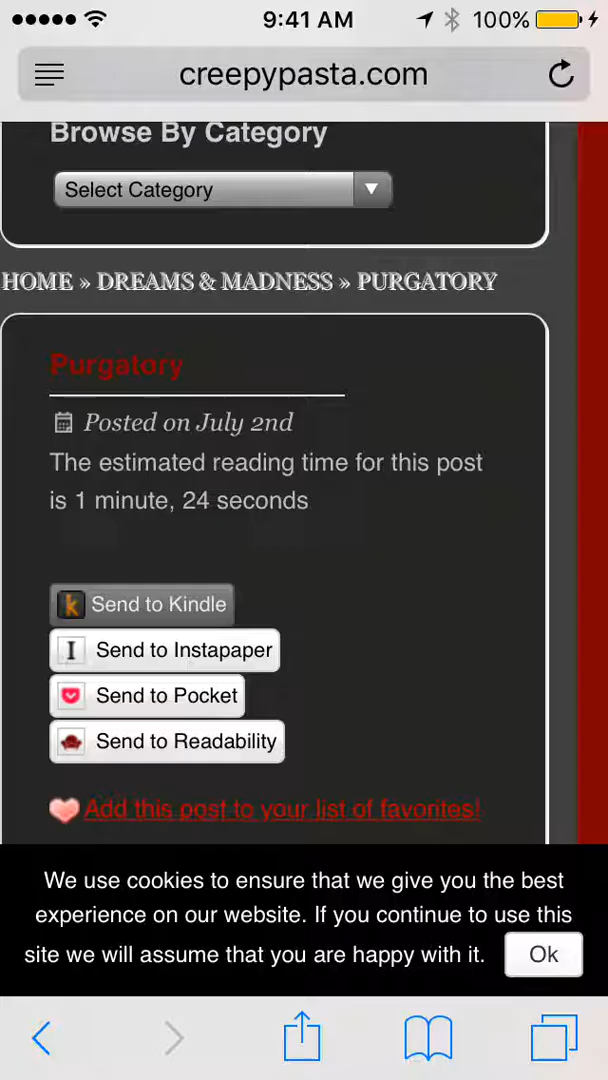 9:41 AM
100%
creepypasta.com
Browse By Category
Select Category
HOME » DREAMS & MADNESS » PURGATORY
Purgatory
Posted on July 2nd
The estimated reading time for this post
is 1 minute, 24 seconds
k Send to Kindle
I Send to Instapaper
Send to Pocket
Send to Readability
Add this post to your list of favorites!
We use cookies to ensure that we give you the best
experience on our website. If you continue to use this
site we will assume that you are happy with it. Ok